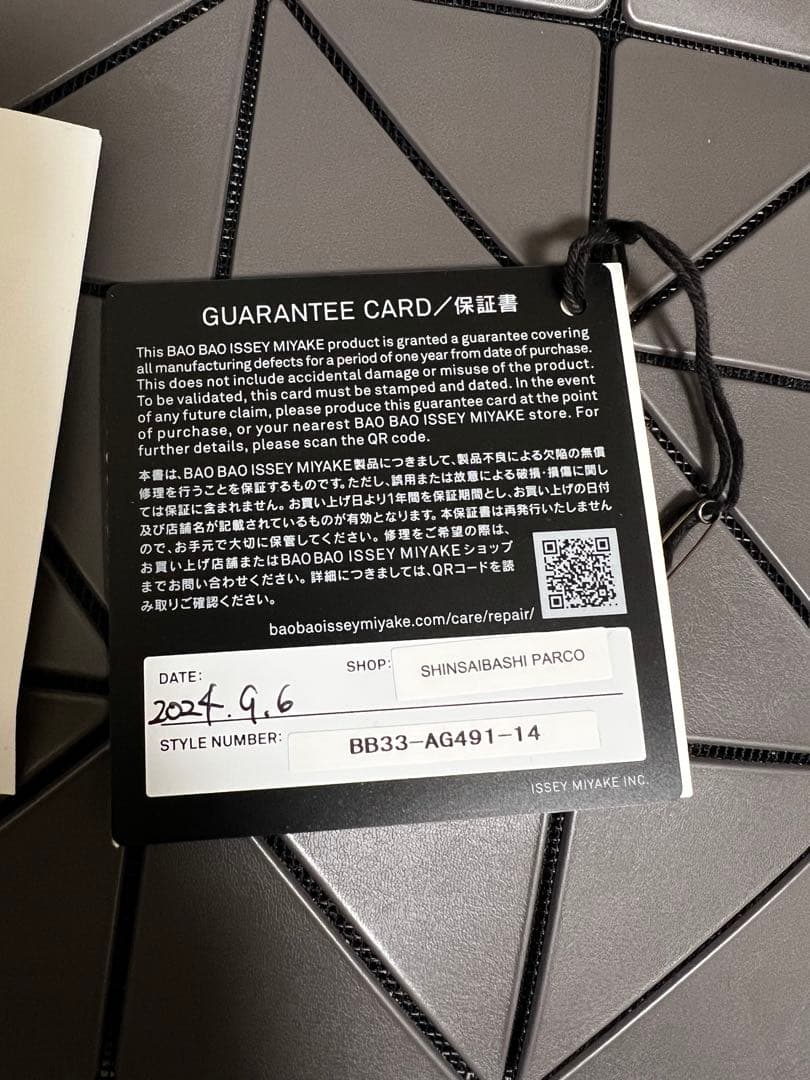 GUARANTEE CARD/保証書
This BAO BAO ISSEY MIYAKE product is granted a guarantee covering
all manufacturing defects for a period of one year from date of purchase.
This does not include accidental damage or misuse of the product.
To be validated, this card must be stamped and dated. In the event
of any future claim, please produce this guarantee card at the point
of purchase, or your nearest BAO BAO ISSEY MIYAKE store. For
further details, please scan the QR code.
本書は、BAO BAO ISSEY MIYAKE製品につきまして、製品不良による欠陥の無償
修理を行うことを保証するものです。ただし、誤用または故意による破損・損傷に関し
ては保証に含まれません。お買い上げ日より1年間を保証期間とし、お買い上げの日付
及び店舗名が記載されているものが有効となります。本保証書は再発行いたしません
ので、お手元で大切に保管してください。修理をご希望の際は、
お買い上げ店舗またはBAO BAO ISSEY MIYAKEショップ
までお問い合わせください。詳細につきましては、QRコードを読
み取りご確認ください。
baobaoisseymiyake.com/care/repair/
DATE: SHOP: SHINSAIBASHI PARCO
2024.9.6
STYLE NUMBER: BB33-AG491-14
ISSEY MIYAKE INC.